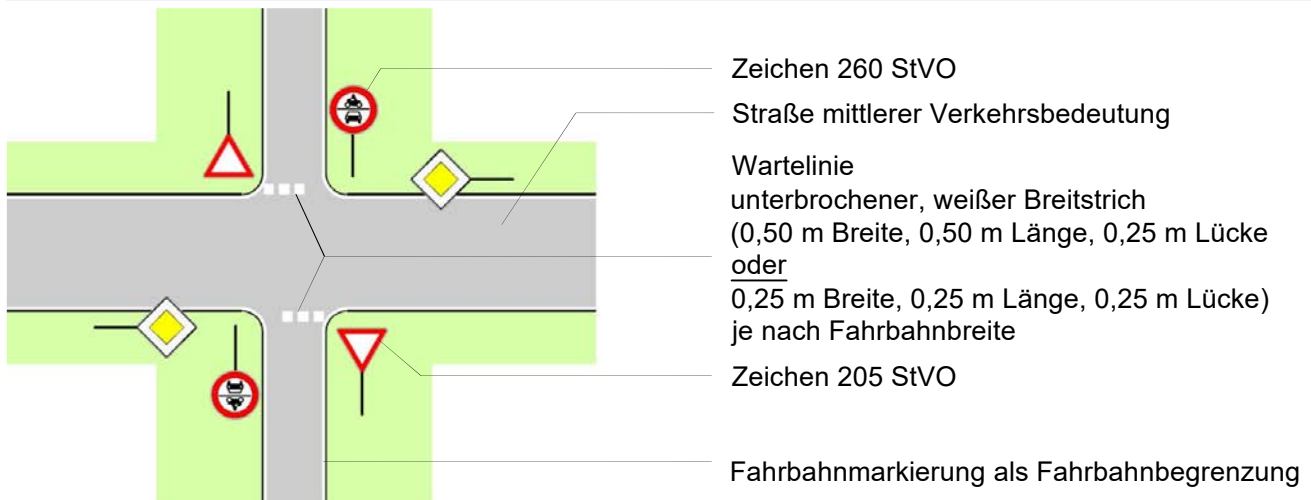 Zeichen 260 StVO
Straße mittlerer Verkehrsbedeutung
Wartelinie
unterbrochener, weißer Breitstrich
(0,50 m Breite, 0,50 m Länge, 0,25 m Lücke
oder
0,25 m Breite, 0,25 m Länge, 0,25 m Lücke)
je nach Fahrbahnbreite
Zeichen 205 StVO
Fahrbahnmarkierung als Fahrbahnbegrenzung